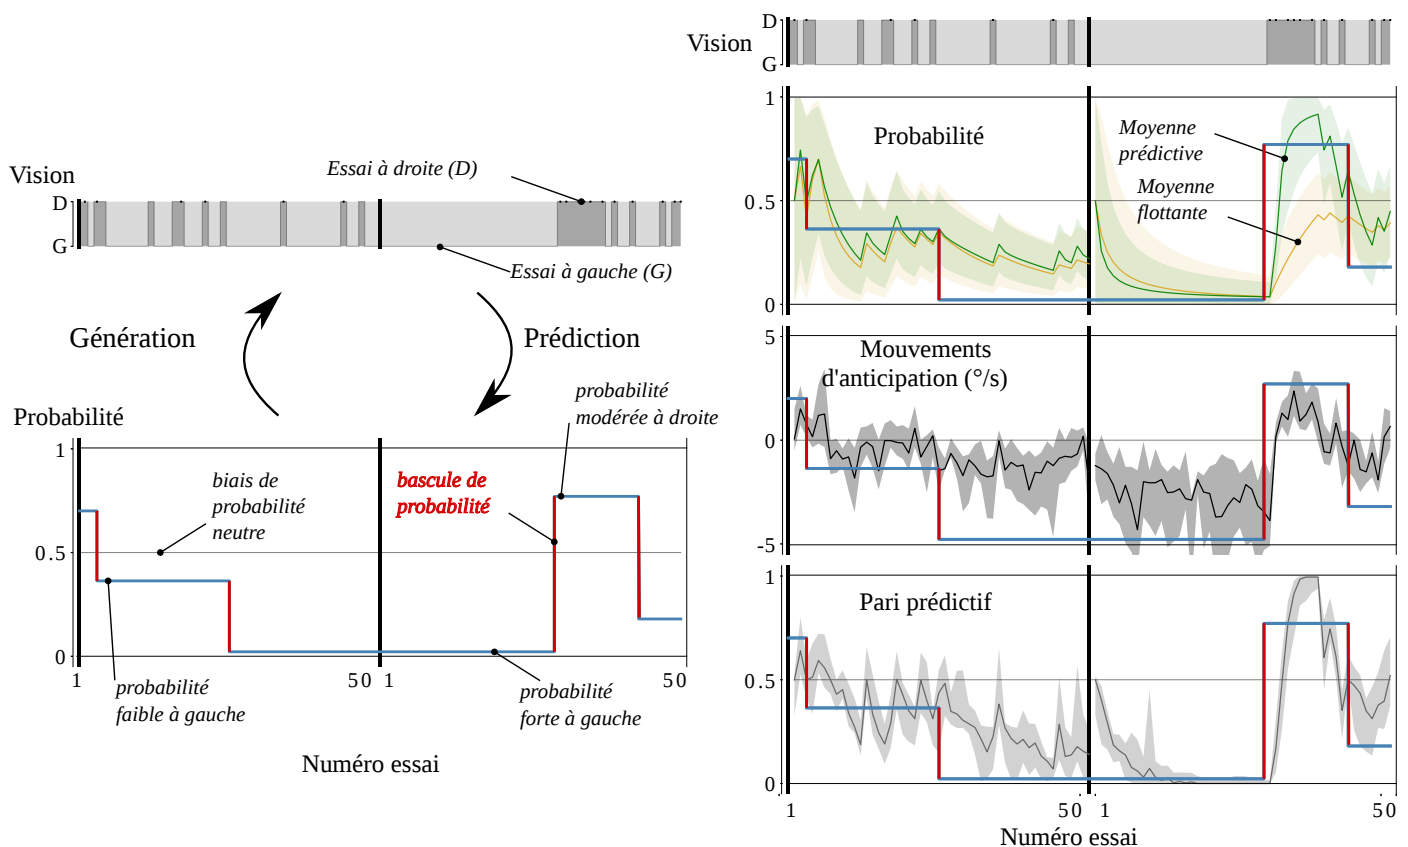 Vision
D
G
Essai à droite (D)
Essai à gauche (G)
Génération
Prédiction
Probabilité
1
0.5
0
biais de
probabilité
neutre
bascule de
probabilité
probabilité
modérée à droite
probabilité
faible à gauche
probabilité
forte à gauche
1
50
1
50
Numéro essai
Vision
D
G
1
0.5
0
Probabilité
Moyenne
prédictive
Moyenne
flottante
5
0
-5
Mouvements
d'anticipation (°/s)
1
0.5
0
Pari prédictif
1
50
1
50
Numéro essai